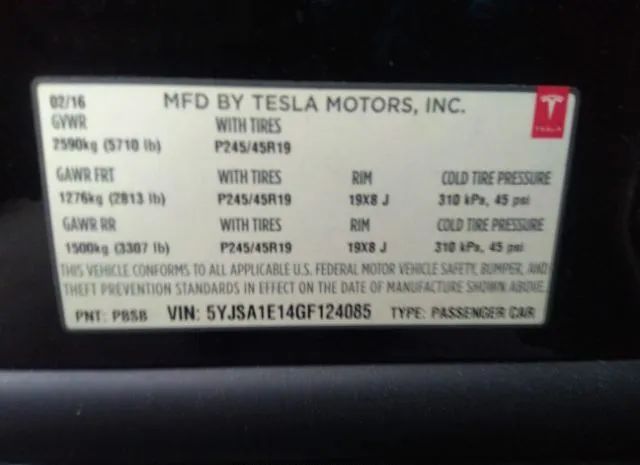 02/16 MFD BY TESLA MOTORS, INC.
GVWR WITH TIRES
2590kg (5710 lb) P245/45R19
GAWR FRT WITH TIRES RIM COLD TIRE PRESSURE
1276kg (2813 lb) P245/45R19 19X8 J 310 kPa, 45 psi
GAWR RR WITH TIRES RIM COLD TIRE PRESSURE
1500kg (3307 lb) P245/45R19 19X8 J 310 kPa, 45 psi
THIS VEHICLE CONFORMS TO ALL APPLICABLE U.S. FEDERAL MOTOR VEHICLE SAFETY, BUMPER, AND
THEFT PREVENTION STANDARDS IN EFFECT ON THE DATE OF MANUFACTURE SHOWN ABOVE.
PNT: PBSB VIN: 5YJSA1E14GF124085 TYPE: PASSENGER CAR
TESLA